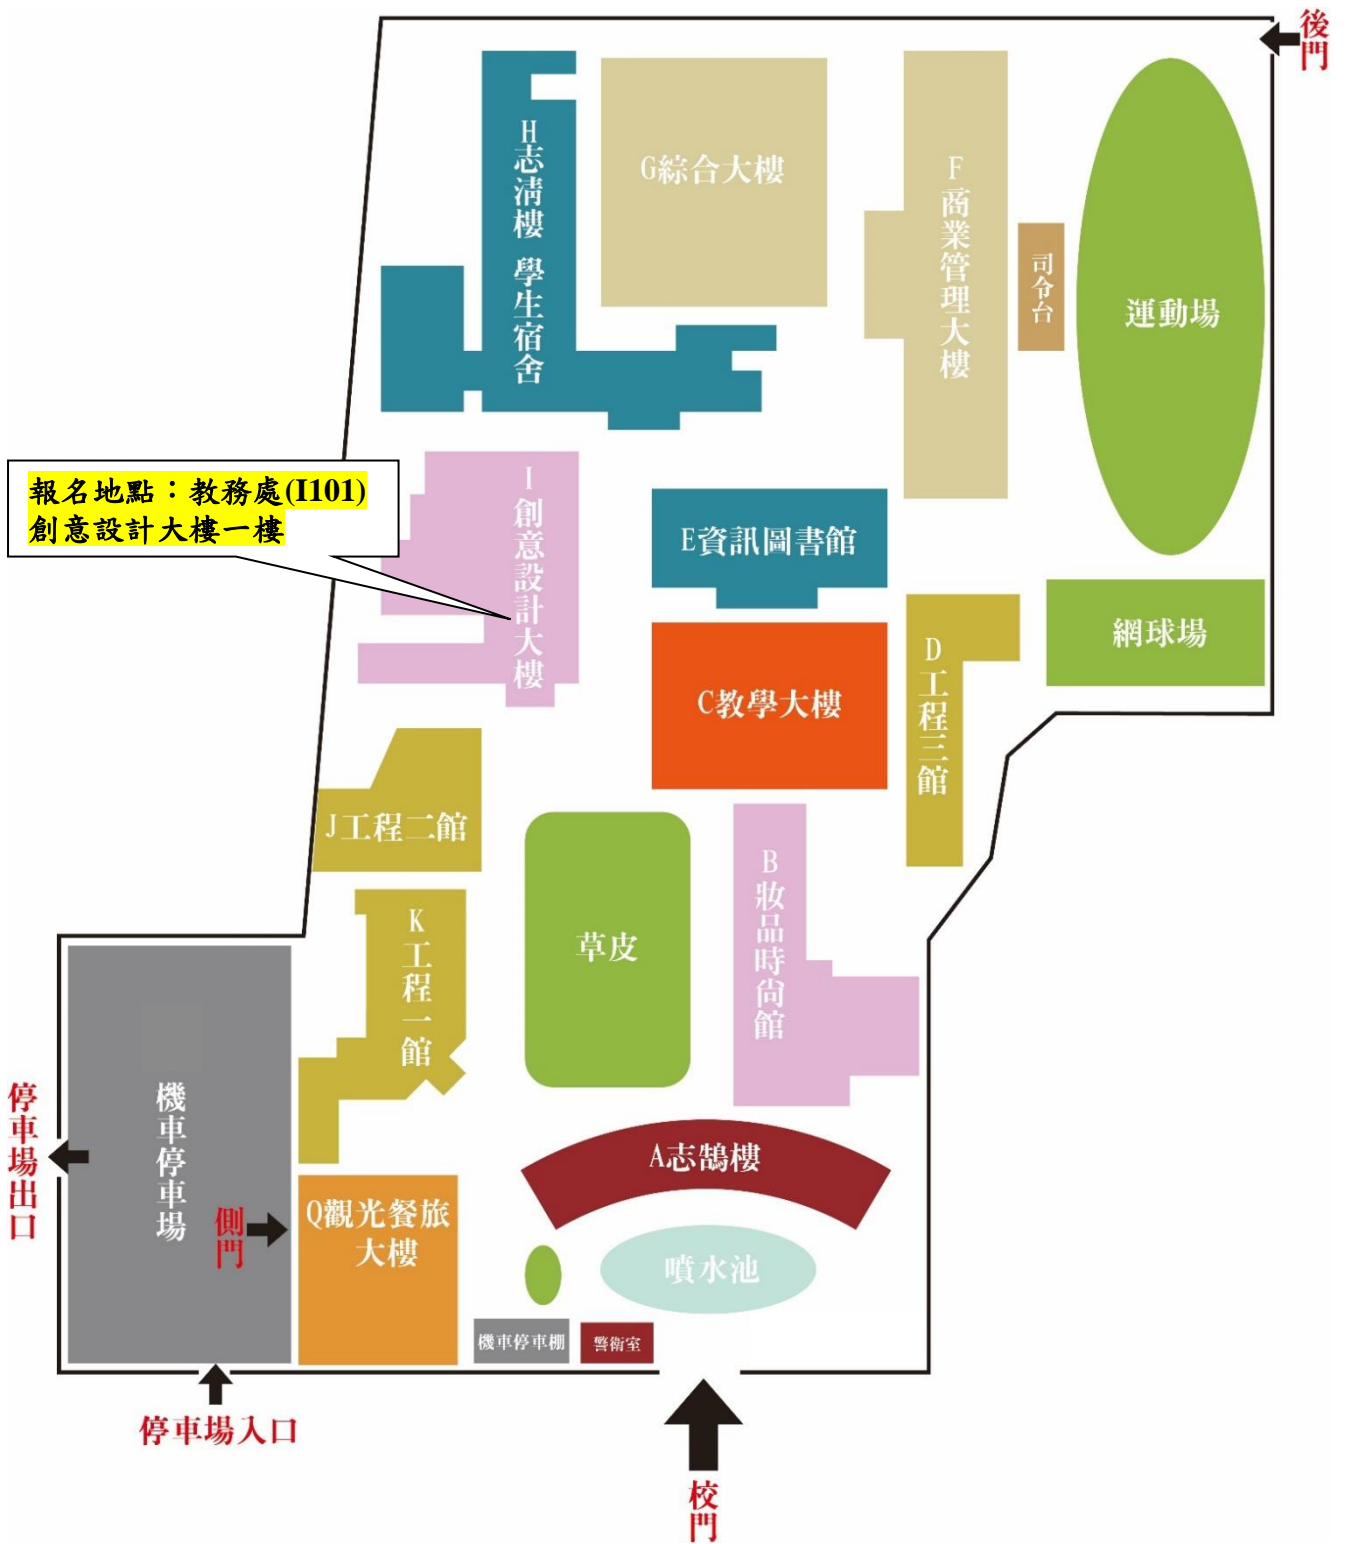 後門
H志清樓 學生宿舍
G綜合大樓
F商業管理大樓
司令台
運動場
報名地點：教務處(I101)
創意設計大樓一樓
I創意設計大樓
E資訊圖書館
網球場
C教學大樓
D工程三館
J工程二館
B妝品時尚館
K工程一館
草皮
停車場出口
機車停車場
側門
A志鵠樓
Q觀光餐旅
大樓
噴水池
機車停車棚
警衛室
停車場入口
校門